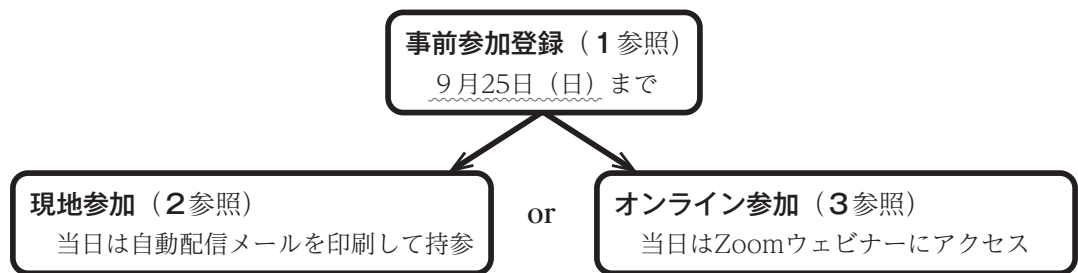 事前参加登録（1参照）
９月25日（日）まで
現地参加（2参照）
当日は自動配信メールを印刷して持参
or
オンライン参加（3参照）
当日はZoomウェビナーにアクセス